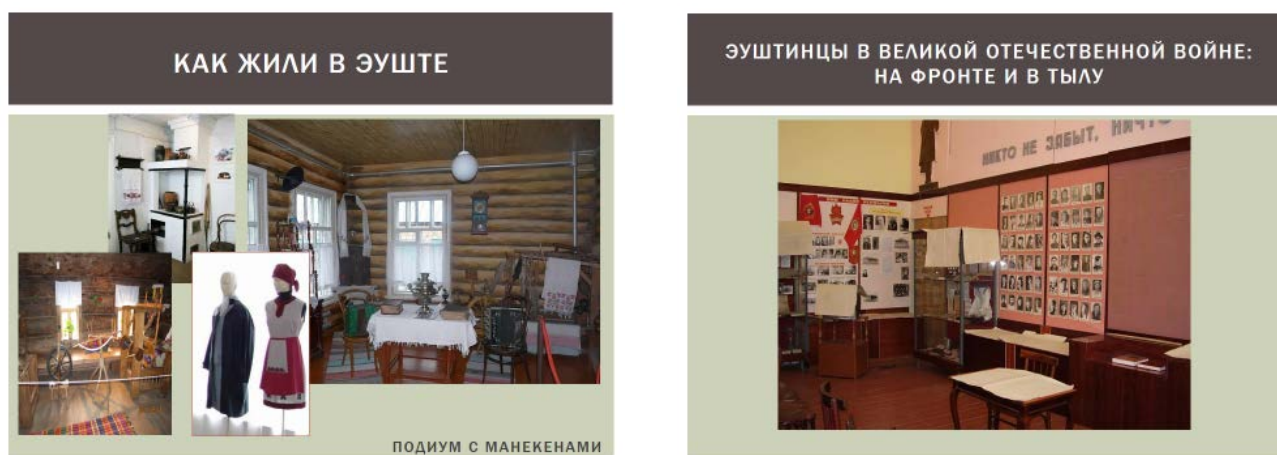 КАК ЖИЛИ В ЭУШТЕ
ПОДИУМ С МАНЕКЕНАМИ
ЭУШТИНЦЫ В ВЕЛИКОЙ ОТЕЧЕСТВЕННОЙ ВОЙНЕ:
НА ФРОНТЕ И В ТЫЛУ
НИКТО НЕ ЗАБЫТ, НИЧТО